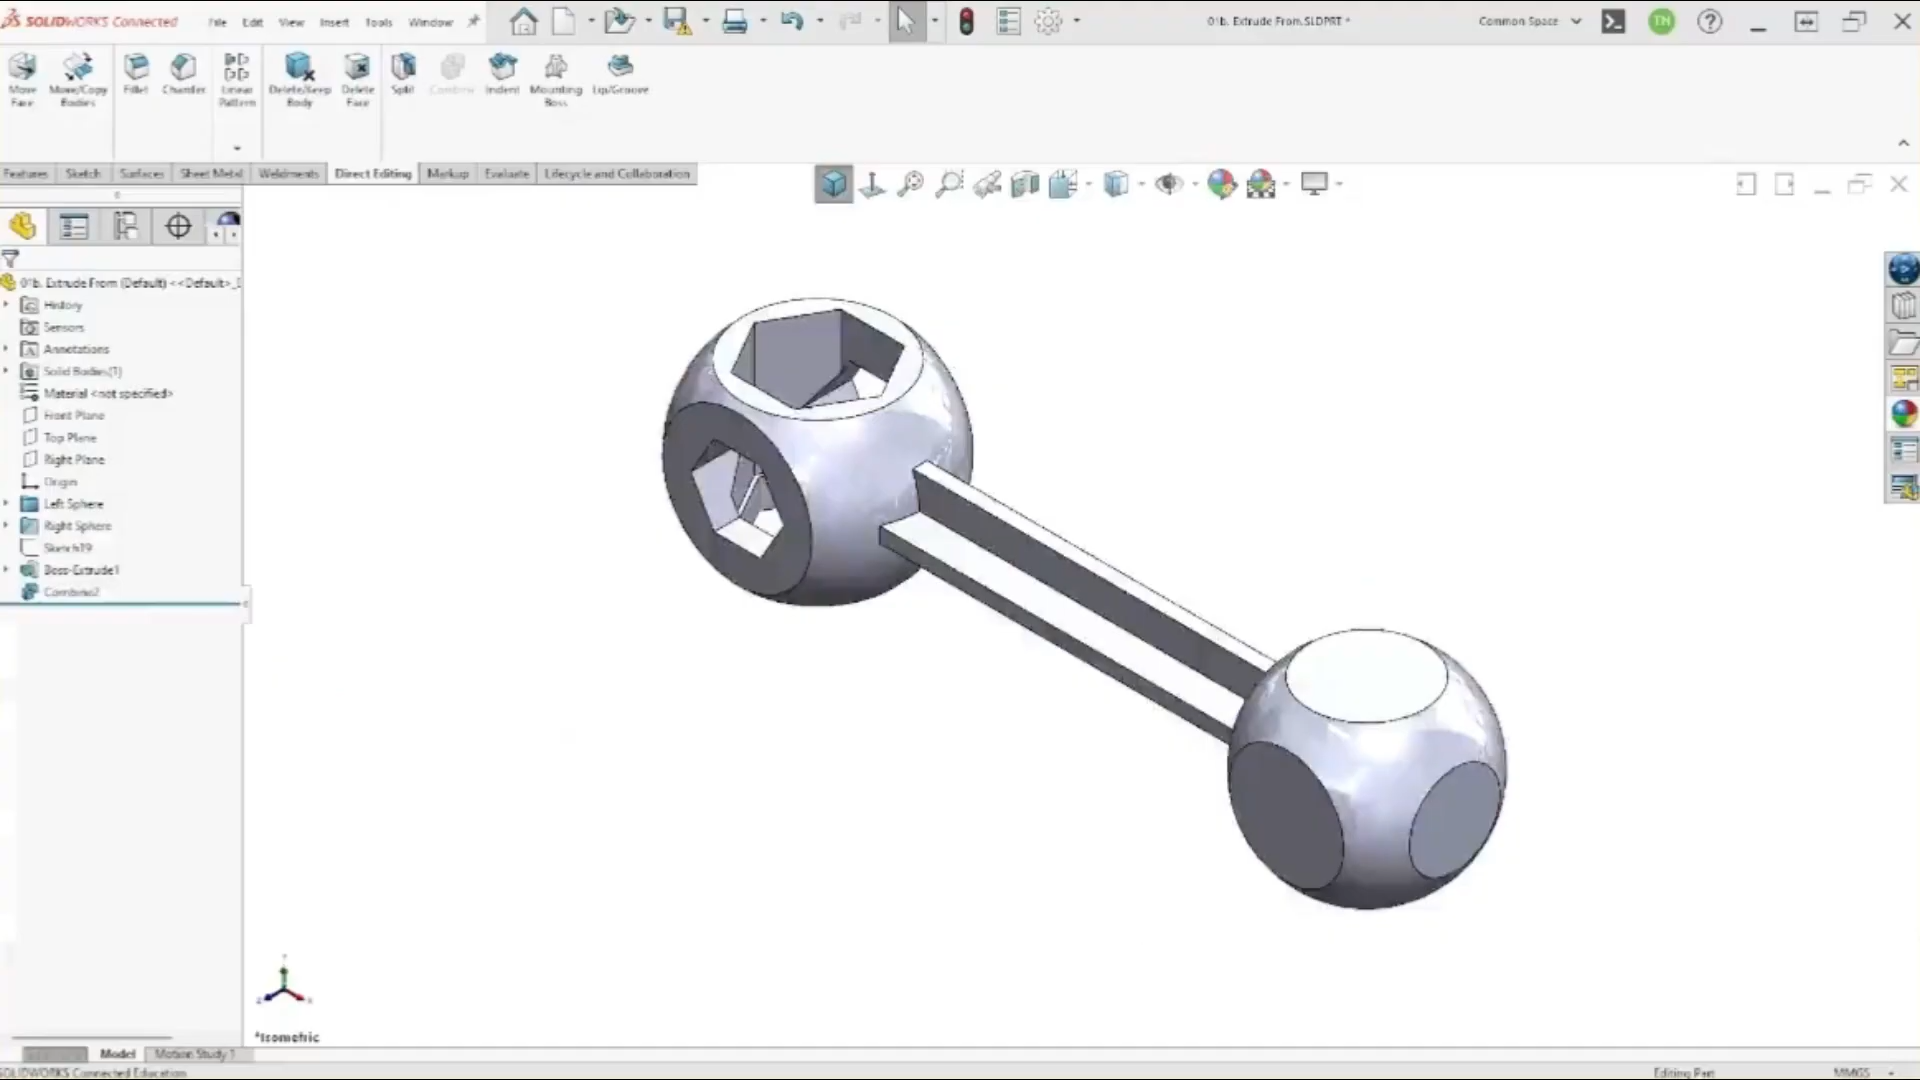 SOLIDWORKS Connected
File Edit View Insert Tools Window
01b. Extrude From.SLDPRT *
Common Space
TN
Move Face
Move/Copy Bodies
Fillet
Chamfer
Linear Pattern
Delete/Keep Body
Delete Face
Split
Combine
Indent
Mounting Boss
Lip/Groove
Features Sketch Surfaces Sheet Metal Weldments Direct Editing Markup Evaluate Lifecycle and Collaboration
01b. Extrude From (Default) <<Default>_
History
Sensors
Annotations
Solid Bodies(1)
Material <not specified>
Front Plane
Top Plane
Right Plane
Origin
Left Sphere
Right Sphere
Sketch19
Boss-Extrude1
Combine2
*Isometric
Model Motion Study 1
SOLIDWORKS Connected Education
Editing Part
MMGS